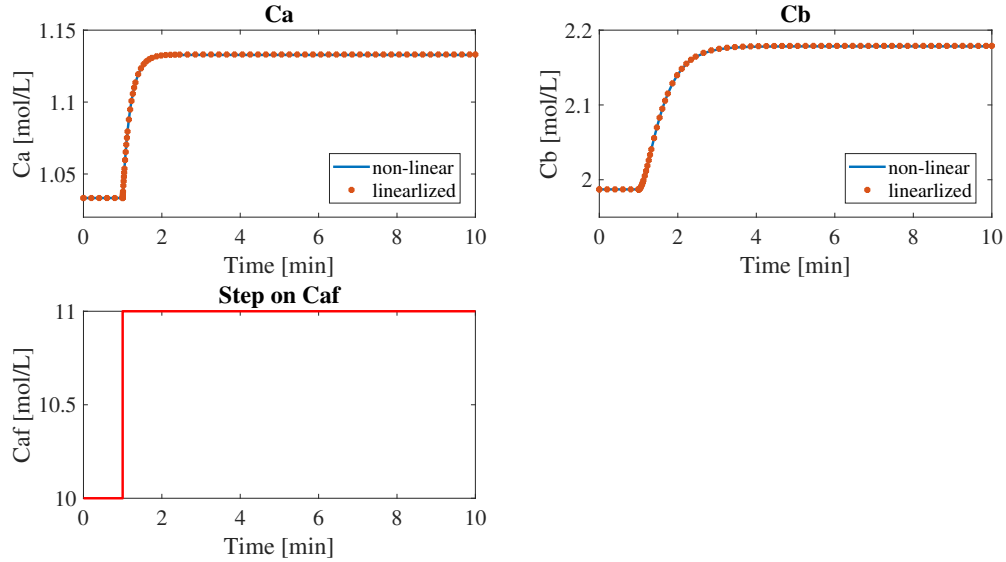 Ca
1.15
1.1
1.05
Ca [mol/L]
0 2 4 6 8 10
Time [min]
non-linear
linearlized
Cb
2.2
2.1
2
Cb [mol/L]
0 2 4 6 8 10
Time [min]
non-linear
linearlized
Step on Caf
11
10.5
10
Caf [mol/L]
0 2 4 6 8 10
Time [min]